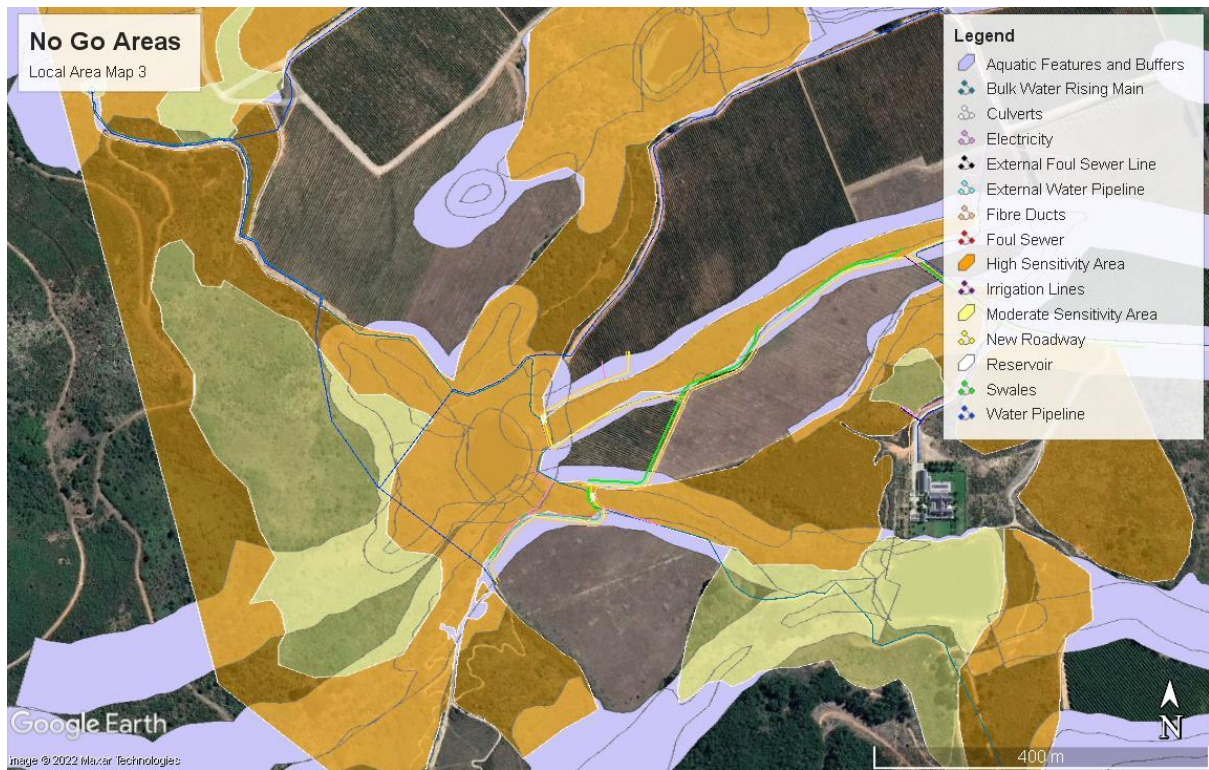 No Go Areas
Local Area Map 3
Legend
Aquatic Features and Buffers
Bulk Water Rising Main
Culverts
Electricity
External Foul Sewer Line
External Water Pipeline
Fibre Ducts
Foul Sewer
High Sensitivity Area
Irrigation Lines
Moderate Sensitivity Area
New Roadway
Reservoir
Swales
Water Pipeline
N
Google Earth
400 m
Image © 2022 Maxar Technologies